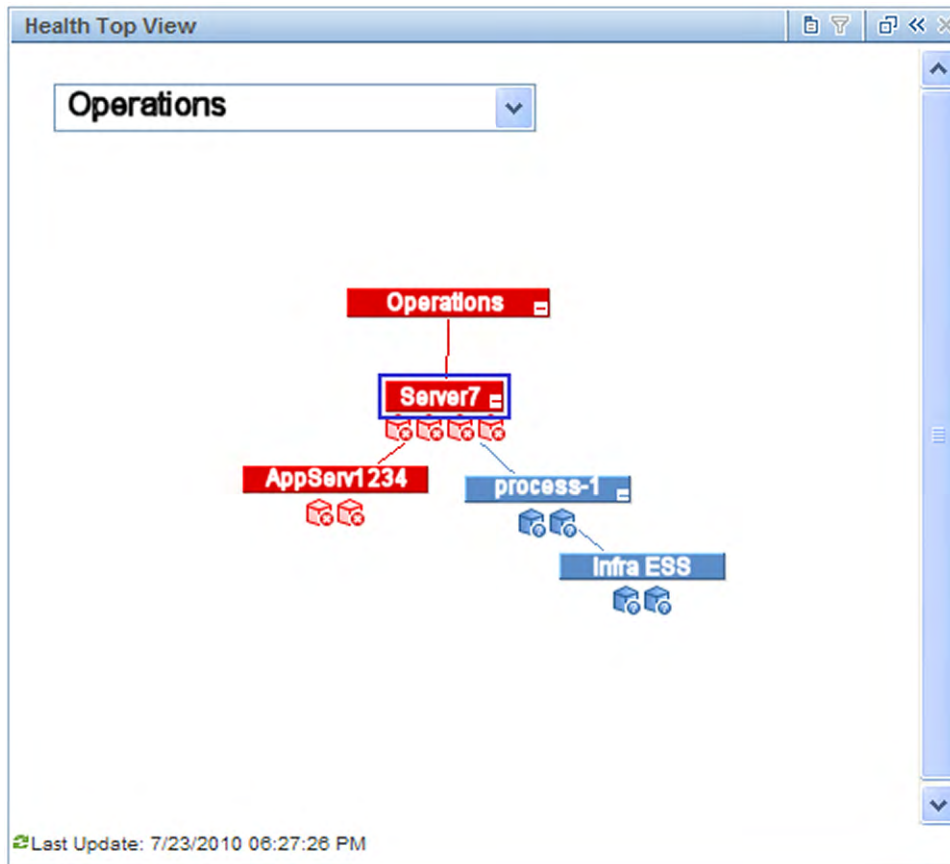 Health Top View
Operations
Operations
Server7
AppServ1234
process-1
Infra ESS
Last Update: 7/23/2010 06:27:26 PM